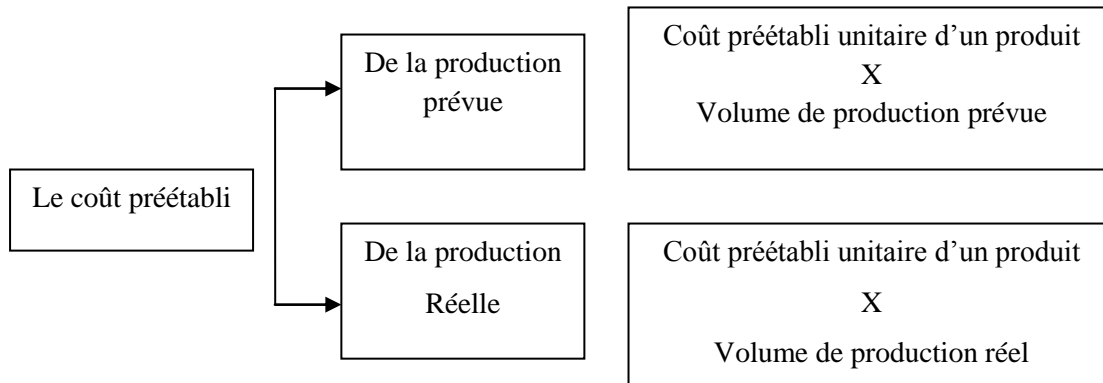 Le coût préétabli
De la production
prévue
Coût préétabli unitaire d'un produit
X
Volume de production prévue
De la production
Réelle
Coût préétabli unitaire d'un produit
X
Volume de production réel